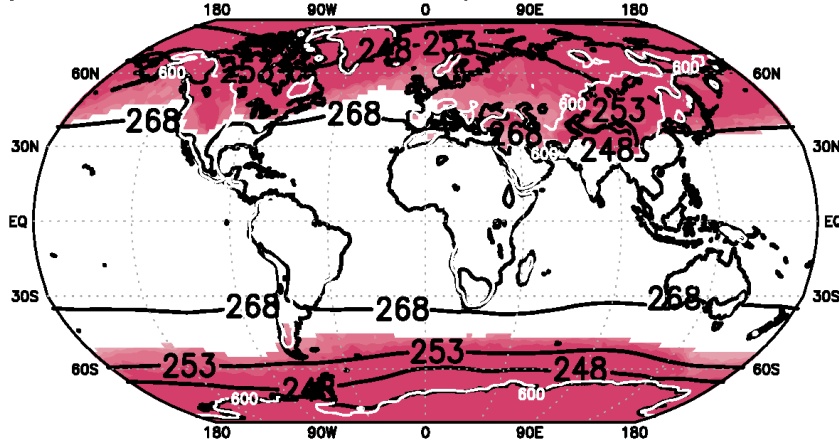 180 90W 0 90E 180
248 253
253
60N 600 600 60N
600 253
268 268 268
30N 248 600 30N
EQ EQ
30S 268 268 268 30S
253 253
60S 248 248 60S
600 600
180 90W 0 90E 180